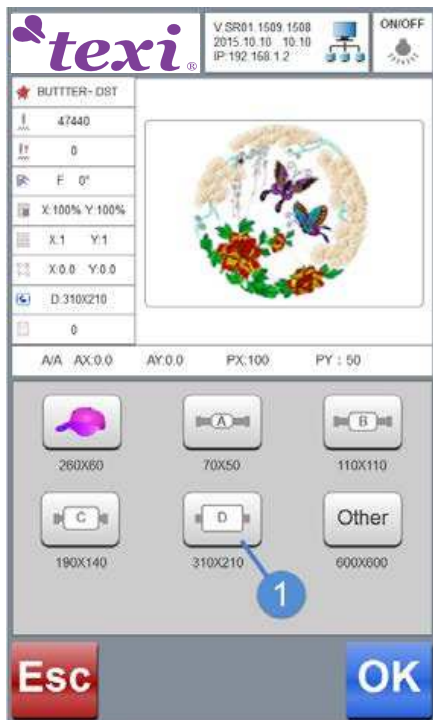 texi®
V.SR01.1509.1508
2015.10.10 10:10
IP:192.168.1.2
ON/OFF
BUTTTER-DST
47440
0
F 0°
X:100% Y:100%
X:1 Y:1
X:0.0 Y:0.0
D:310X210
0
A/A AX:0.0 AY:0.0 PX:100 PY : 50
260X60
A
70X50
B
110X110
C
190X140
D
310X210
Other
600X600
1
Esc
OK